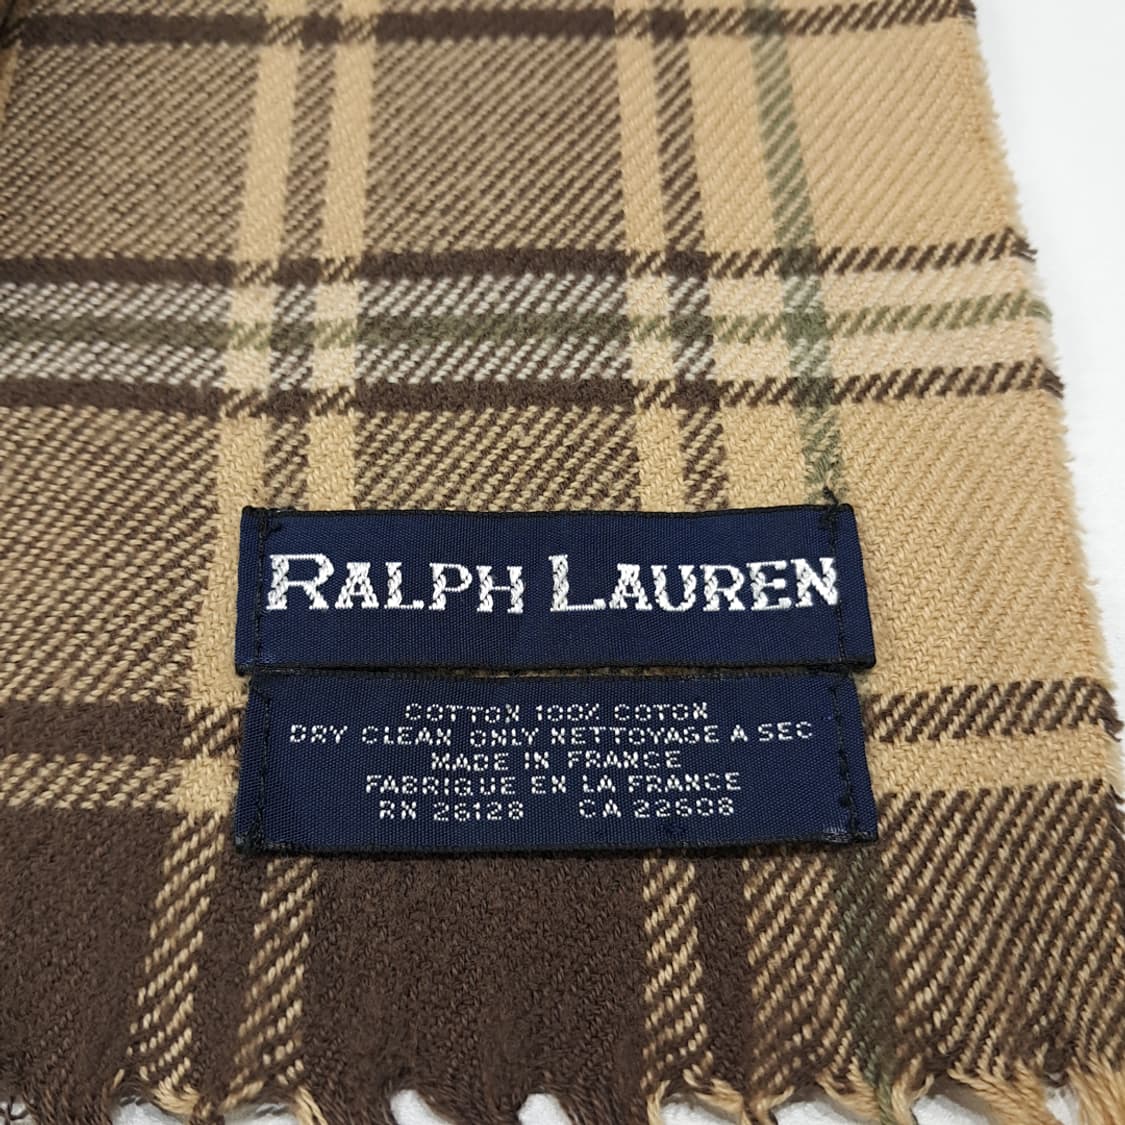 RALPH LAUREN
COTTON 100% COTON
DRY CLEAN ONLY NETTOYAGE A SEC
MADE IN FRANCE
FABRIQUE EN LA FRANCE
RN 26128 CA 22608